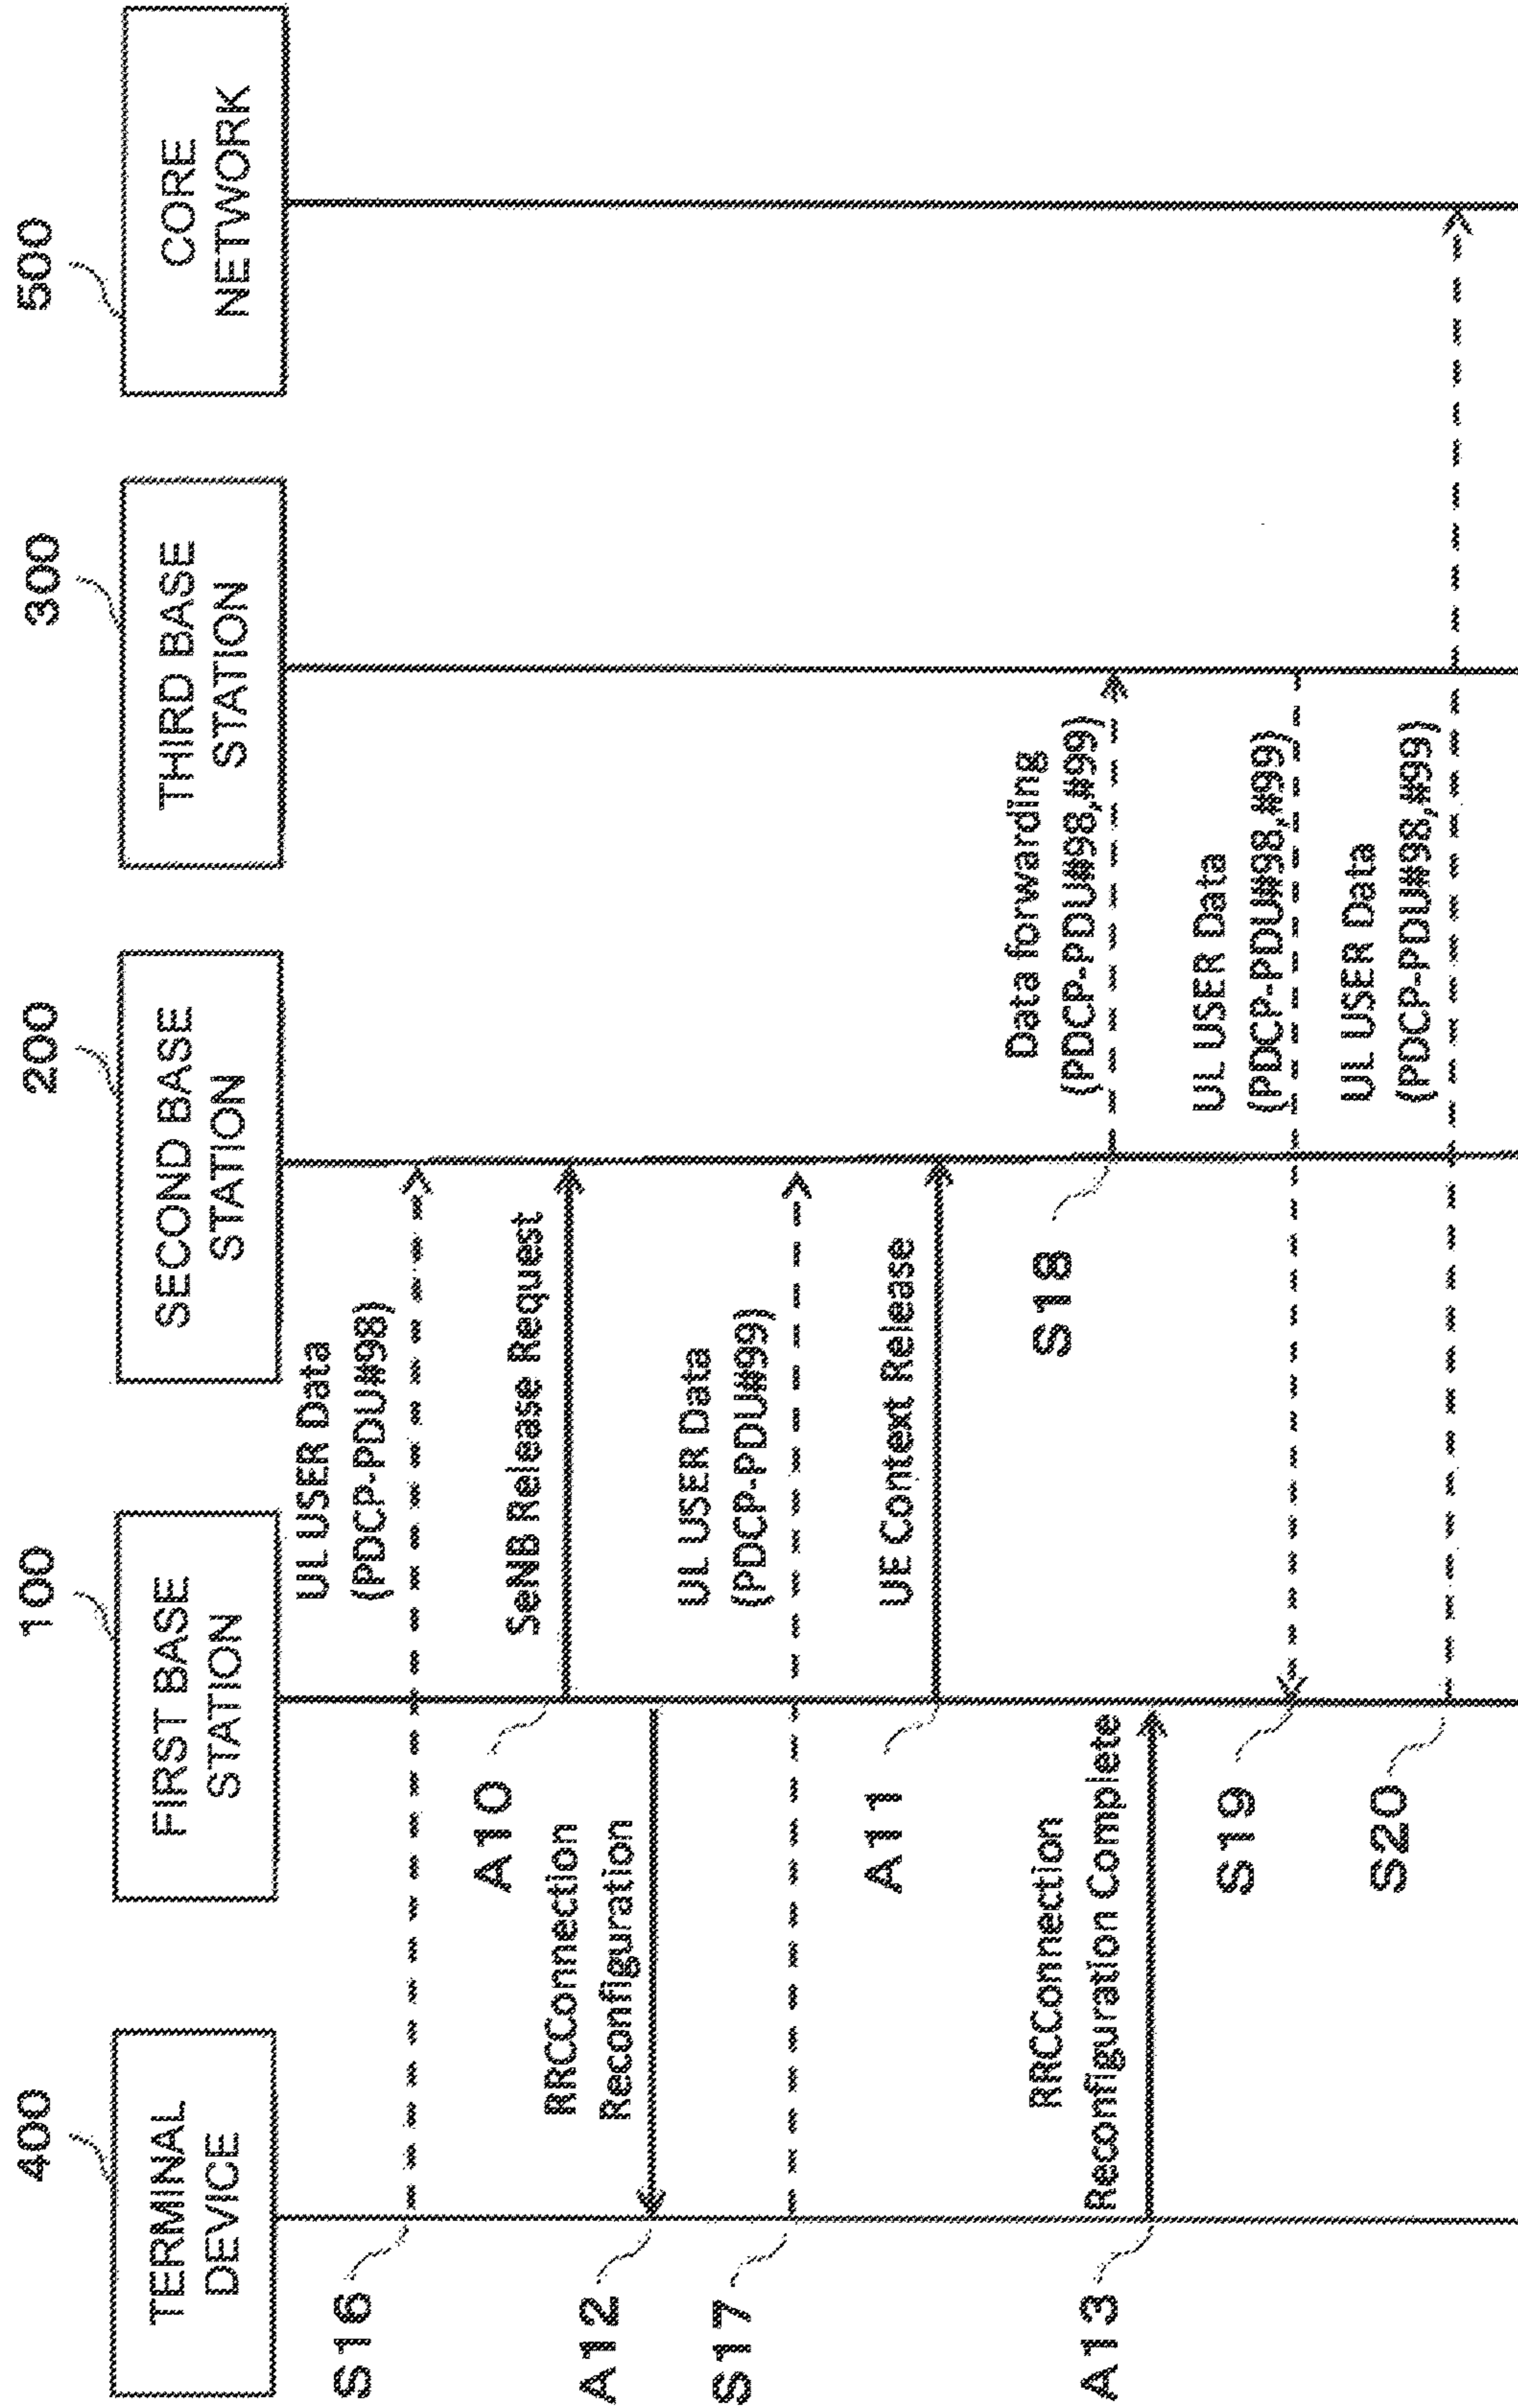 400
TERMINAL
DEVICE
100
FIRST BASE
STATION
200
SECOND BASE
STATION
300
THIRD BASE
STATION
500
CORE
NETWORK
S16
UL USER Data
(PDCP-PDU#98)
A10
SeNB Release Request
A12
RRCConnection
Reconfiguration
S17
UL USER Data
(PDCP-PDU#99)
A11
UE Context Release
S18
Data forwarding
(PDCP-PDU#98,#99)
A13
RRCConnection
Reconfiguration Complete
S19
UL USER Data
(PDCP-PDU#98,#99)
S20
UL USER Data
(PDCP-PDU#98,#99)